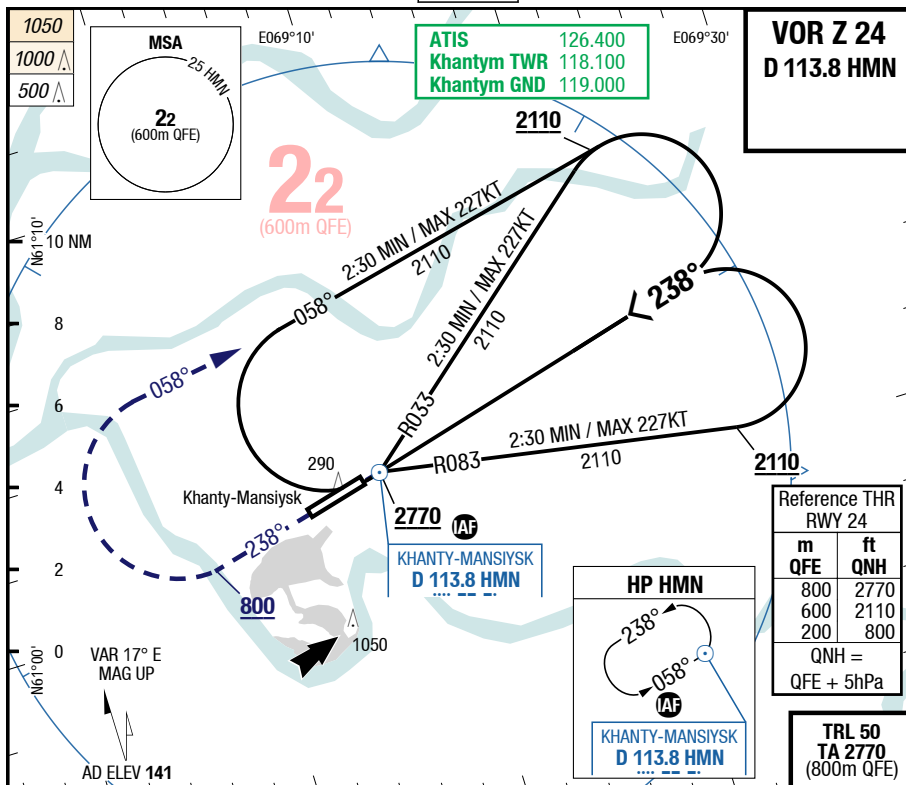 1050
1000
500
MSA
25 HMN
22
(600m QFE)
E069°10'
ATIS 126.400
Khantym TWR 118.100
Khantym GND 119.000
E069°30'
VOR Z 24
D 113.8 HMN
22
(600m QFE)
2110
N61°10'
10 NM
8
6
4
2
0
N61°00'
2:30 MIN / MAX 227KT
2110
058°
2:30 MIN / MAX 227KT
2110
R033
238°
058°
2:30 MIN / MAX 227KT
2110
R083
2110
290
Khanty-Mansiysk
2770
IAF
KHANTY-MANSIYSK
D 113.8 HMN
238°
800
1050
VAR 17° E
MAG UP
AD ELEV 141
HP HMN
238°
058°
IAF
KHANTY-MANSIYSK
D 113.8 HMN
Reference THR
RWY 24
m ft
QFE QNH
800 2770
600 2110
200 800
QNH =
QFE + 5hPa
TRL 50
TA 2770
(800m QFE)